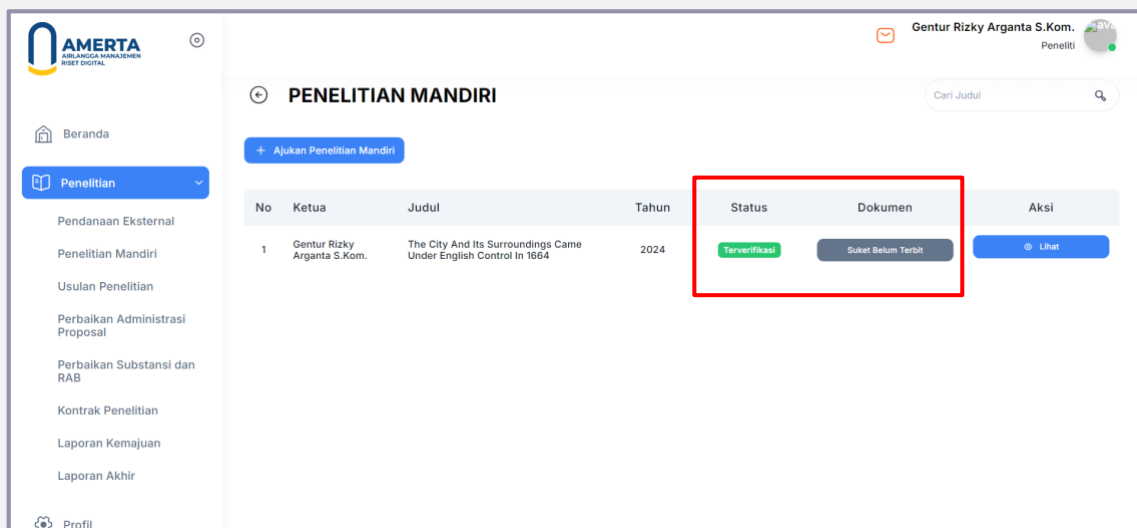 AMERTA
AIRLANGGA MANAJEMEN
RISET DIGITAL
Gentur Rizky Arganta S.Kom.
Peneliti
PENELITIAN MANDIRI
Cari Judul
Beranda
+ Ajukan Penelitian Mandiri
Penelitian
Pendanaan Eksternal
Penelitian Mandiri
Usulan Penelitian
Perbaikan Administrasi
Proposal
Perbaikan Substansi dan
RAB
Kontrak Penelitian
Laporan Kemajuan
Laporan Akhir
Profil
No Ketua Judul Tahun Status Dokumen Aksi
1 Gentur Rizky The City And Its Surroundings Came 2024 Terverifikasi Suket Belum Terbit Lihat
Arganta S.Kom. Under English Control In 1664